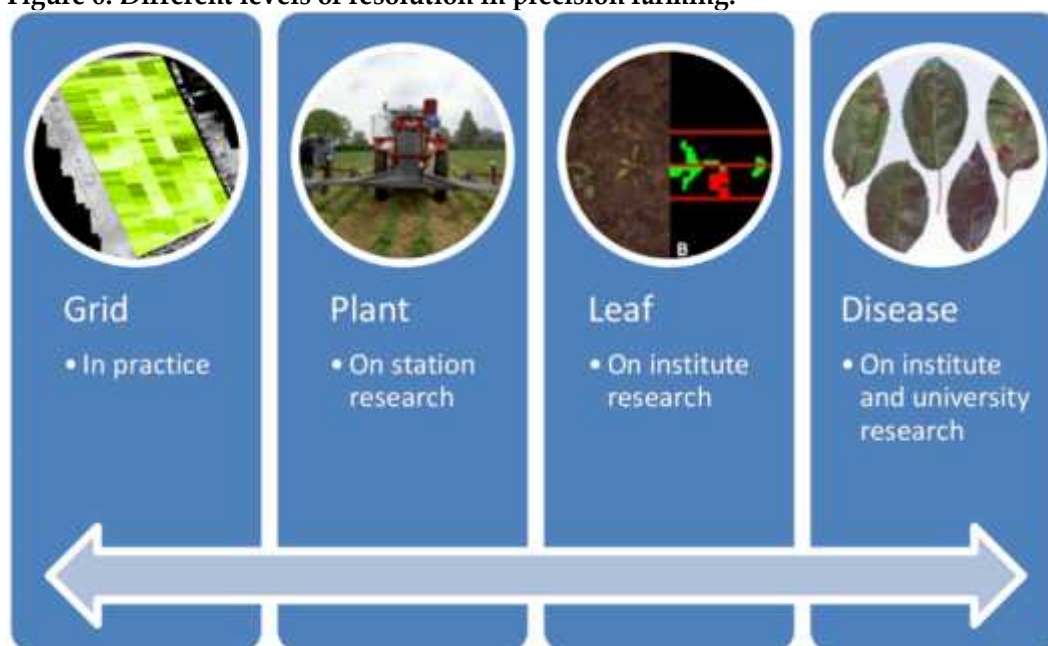 Figure 6. Different levels of resolution in precision farming.
Grid
• In practice
Plant
• On station
research
Leaf
• On institute
research
Disease
• On institute
and university
research
B